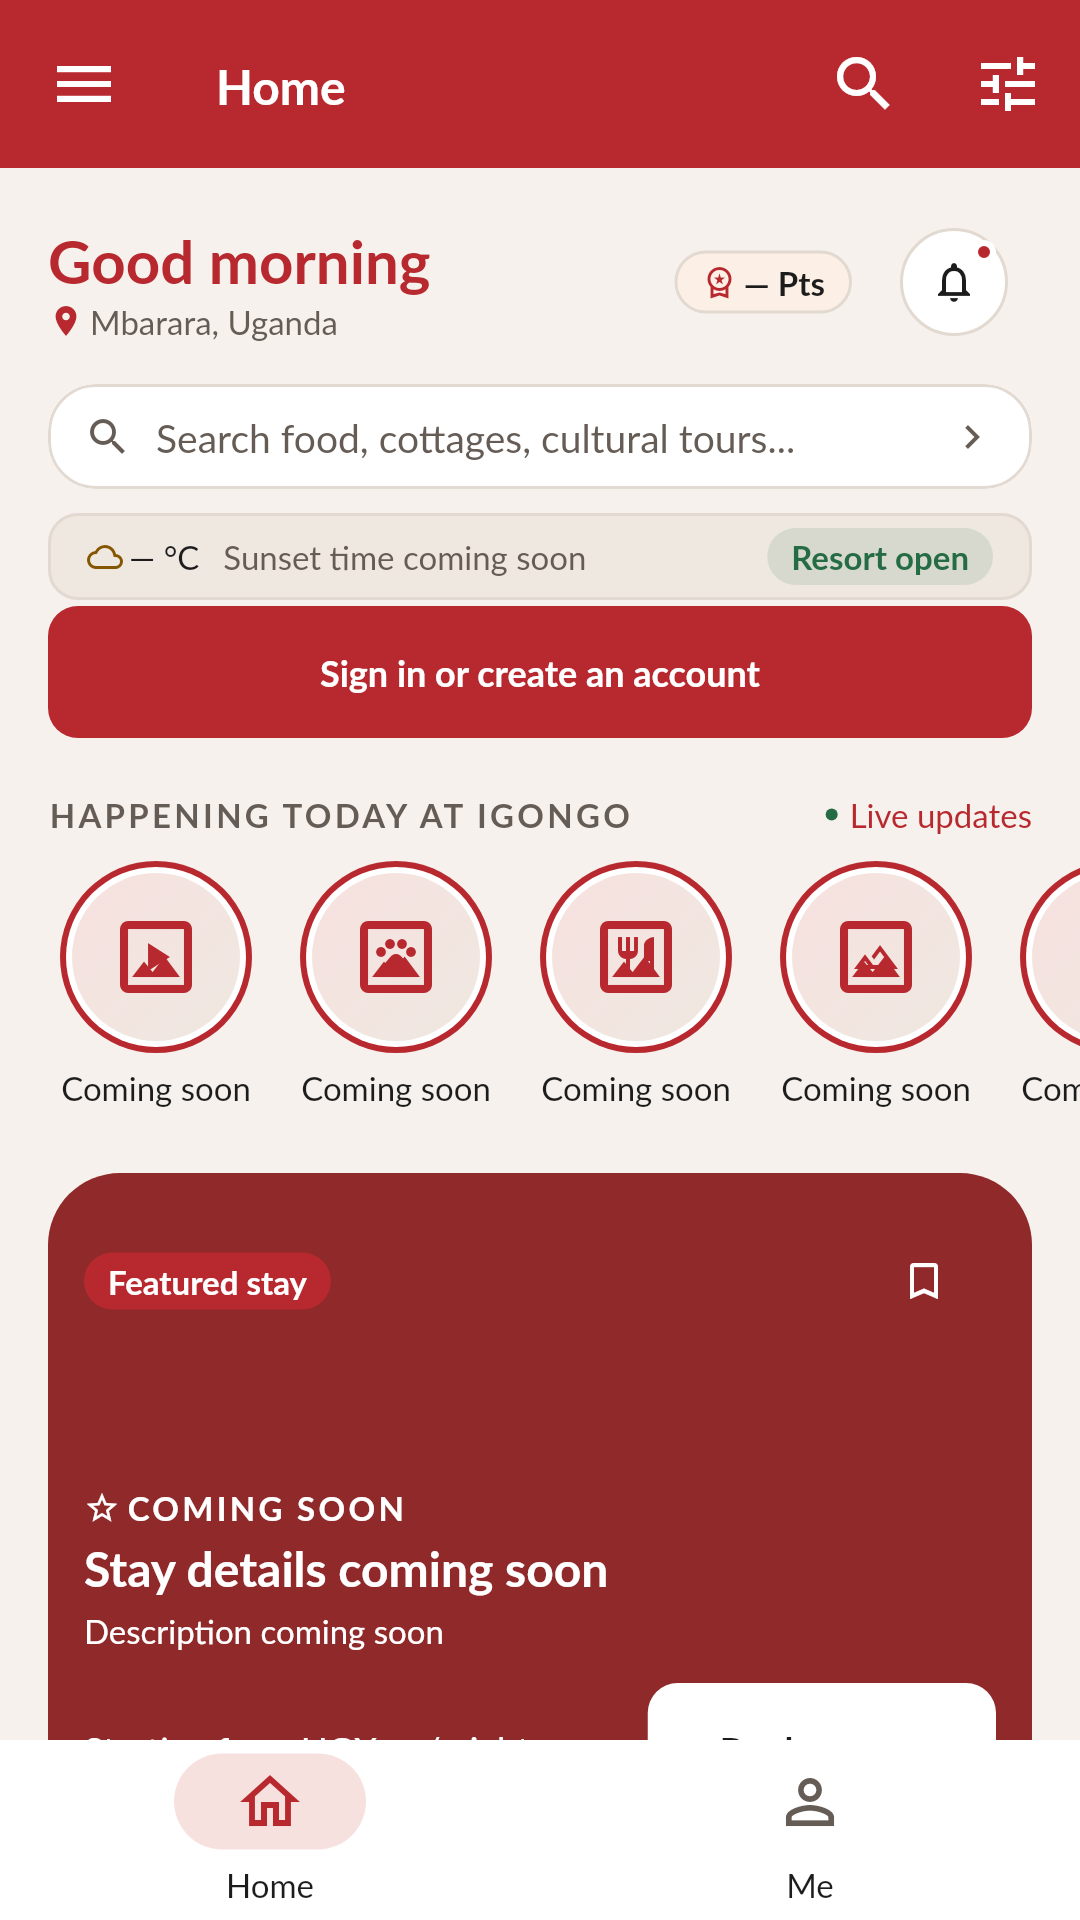 Home
Good morning
Mbarara, Uganda
— Pts
Search food, cottages, cultural tours...
— °C Sunset time coming soon
Resort open
Sign in or create an account
HAPPENING TODAY AT IGONGO
Live updates
Coming soon
Coming soon
Coming soon
Coming soon
Featured stay
COMING SOON
Stay details coming soon
Description coming soon
Home
Me